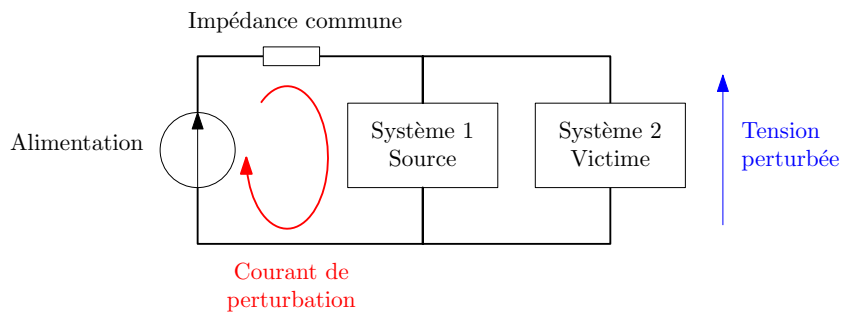 Impédance commune
Alimentation
Système 1
Source
Système 2
Victime
Tension
perturbée
Courant de
perturbation